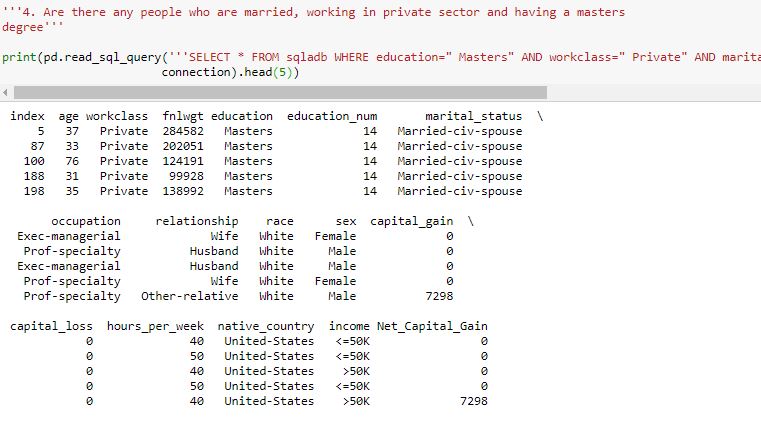 '''4. Are there any people who are married, working in private sector and having a masters
degree'''
print(pd.read_sql_query('''SELECT * FROM sqladb WHERE education=" Masters" AND workclass=" Private" AND marita
connection).head(5))
index age workclass fnlwgt education education_num marital_status \
5 37 Private 284582 Masters 14 Married-civ-spouse
87 33 Private 202051 Masters 14 Married-civ-spouse
100 76 Private 124191 Masters 14 Married-civ-spouse
188 31 Private 99928 Masters 14 Married-civ-spouse
198 35 Private 138992 Masters 14 Married-civ-spouse
occupation relationship race sex capital_gain \
Exec-managerial Wife White Female 0
Prof-specialty Husband White Male 0
Exec-managerial Husband White Male 0
Prof-specialty Wife White Female 0
Prof-specialty Other-relative White Male 7298
capital_loss hours_per_week native_country income Net_Capital_Gain
0 40 United-States <=50K 0
0 50 United-States <=50K 0
0 40 United-States >50K 0
0 50 United-States <=50K 0
0 40 United-States >50K 7298